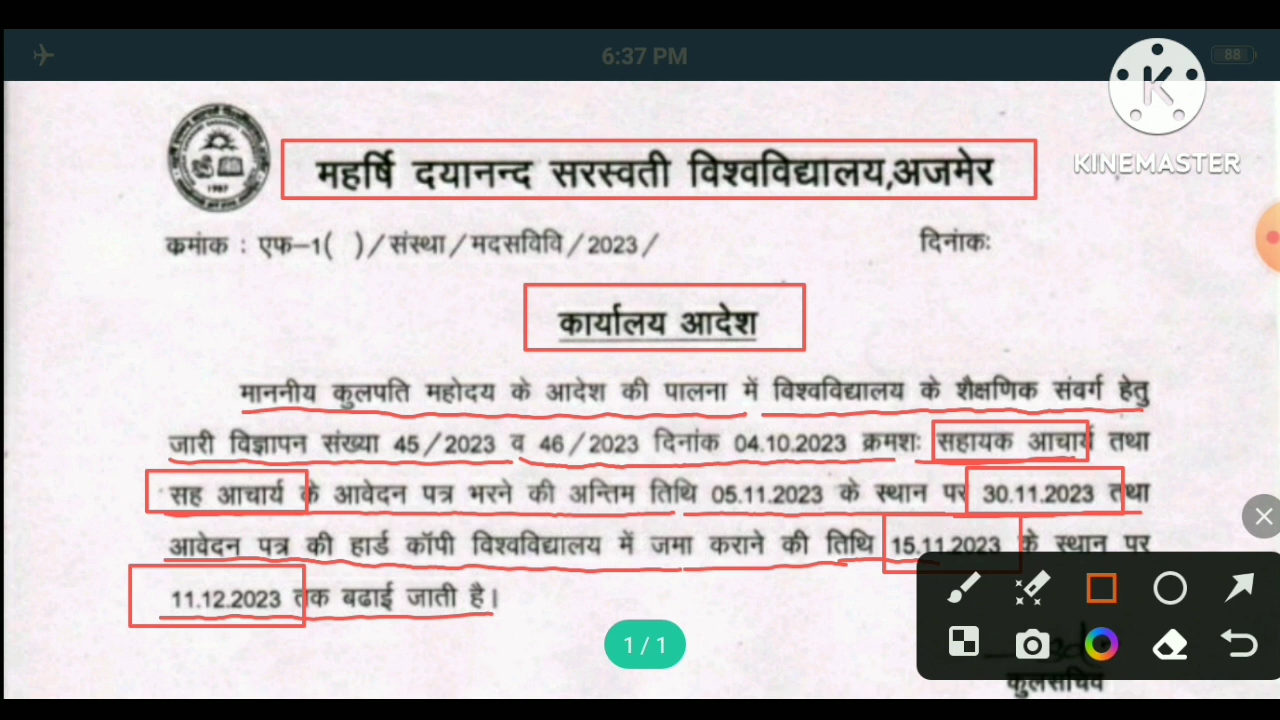 6:37 PM
88
KINEMASTER
महर्षि दयानन्द सरस्वती विश्वविद्यालय,अजमेर
1987
क्रमांक : एफ-1( )/संस्था/मदसविवि/2023/
दिनांकः
कार्यालय आदेश
माननीय कुलपति महोदय के आदेश की पालना में विश्वविद्यालय के शैक्षणिक संवर्ग हेतु
जारी विज्ञापन संख्या 45/2023 व 46/2023 दिनांक 04.10.2023 क्रमशः सहायक आचार्य तथा
सह आचार्य के आवेदन पत्र भरने की अन्तिम तिथि 05.11.2023 के स्थान पर 30.11.2023 तथा
आवेदन पत्र की हार्ड कॉपी विश्वविद्यालय में जमा कराने की तिथि 15.11.2023 के स्थान पर
11.12.2023 तक बढाई जाती है।
1/1
कुलसचिव